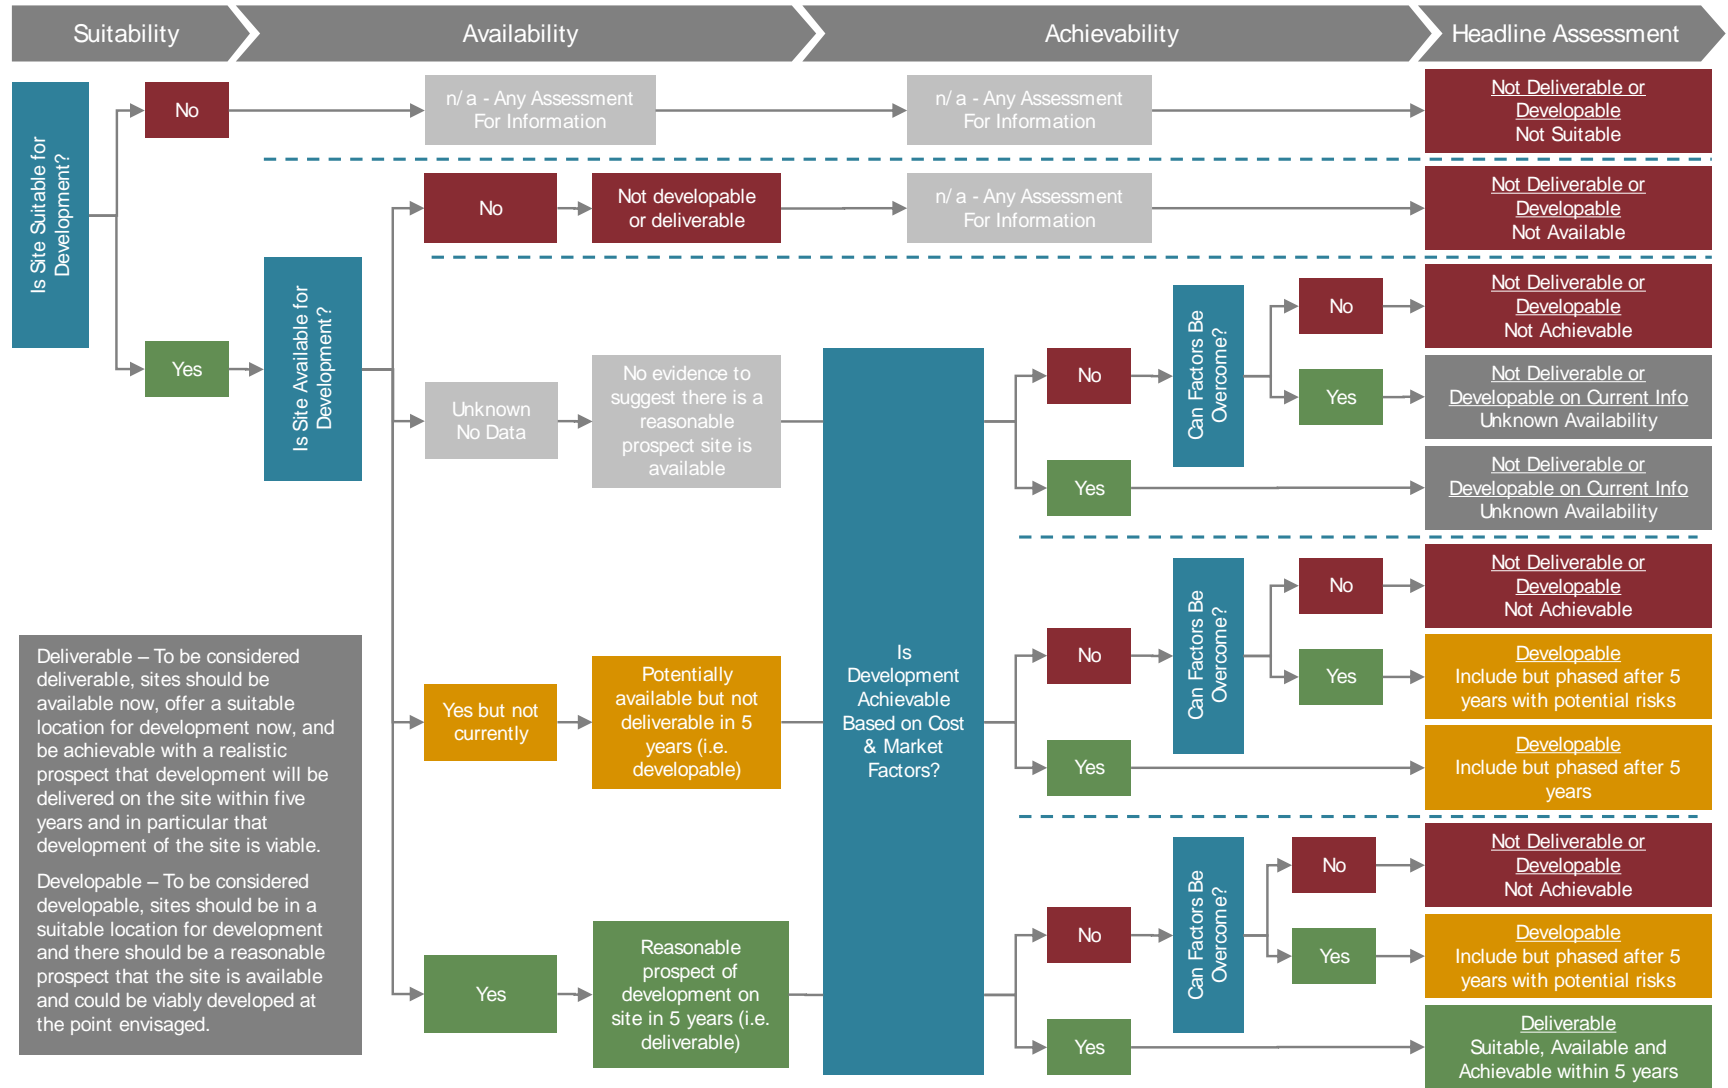 Suitability
Availability
Achievability
Headline Assessment
Is Site Suitable for
Development?
No
n/a - Any Assessment
For Information
n/a - Any Assessment
For Information
Not Deliverable or
Developable
Not Suitable
Yes
Is Site Available for
Development?
No
Not developable
or deliverable
n/a - Any Assessment
For Information
Not Deliverable or
Developable
Not Available
Unknown
No Data
No evidence to
suggest there is a
reasonable
prospect site is
available
Is
Development
Achievable
Based on Cost
& Market
Factors?
No
Can Factors Be
Overcome?
No
Not Deliverable or
Developable
Not Achievable
Yes
Not Deliverable or
Developable on Current Info
Unknown Availability
Yes
Not Deliverable or
Developable on Current Info
Unknown Availability
Yes but not
currently
Potentially
available but not
deliverable in 5
years (i.e.
developable)
No
Can Factors Be
Overcome?
No
Not Deliverable or
Developable
Not Achievable
Yes
Developable
Include but phased after 5
years with potential risks
Yes
Developable
Include but phased after 5
years
Yes
Reasonable
prospect of
development on
site in 5 years (i.e.
deliverable)
No
Can Factors Be
Overcome?
No
Not Deliverable or
Developable
Not Achievable
Yes
Developable
Include but phased after 5
years with potential risks
Yes
Deliverable
Suitable, Available and
Achievable within 5 years
Deliverable – To be considered
deliverable, sites should be
available now, offer a suitable
location for development now, and
be achievable with a realistic
prospect that development will be
delivered on the site within five
years and in particular that
development of the site is viable.
Developable – To be considered
developable, sites should be in a
suitable location for development
and there should be a reasonable
prospect that the site is available
and could be viably developed at
the point envisaged.